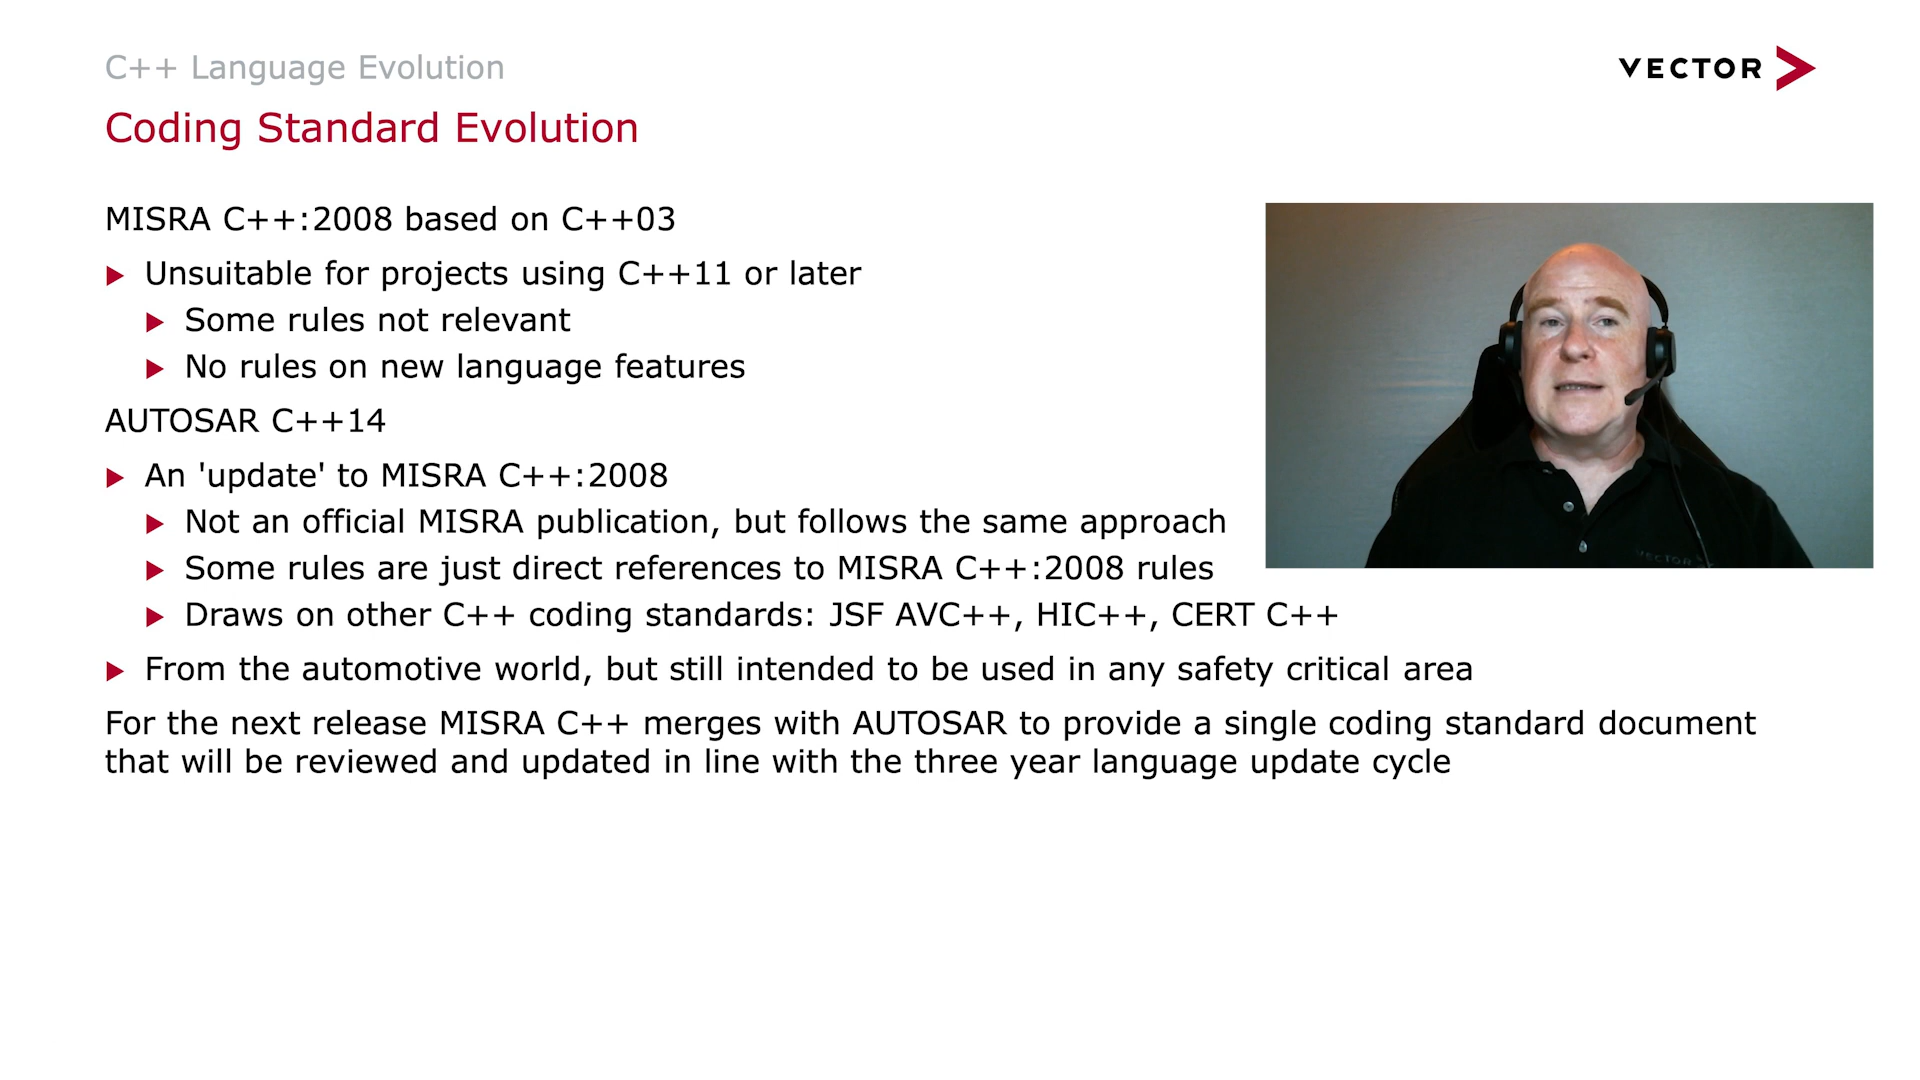 C++ Language Evolution
VECTOR
Coding Standard Evolution
MISRA C++:2008 based on C++03
Unsuitable for projects using C++11 or later
Some rules not relevant
No rules on new language features
AUTOSAR C++14
An 'update' to MISRA C++:2008
Not an official MISRA publication, but follows the same approach
Some rules are just direct references to MISRA C++:2008 rules
Draws on other C++ coding standards: JSF AVC++, HIC++, CERT C++
From the automotive world, but still intended to be used in any safety critical area
For the next release MISRA C++ merges with AUTOSAR to provide a single coding standard document
that will be reviewed and updated in line with the three year language update cycle
VECTOR